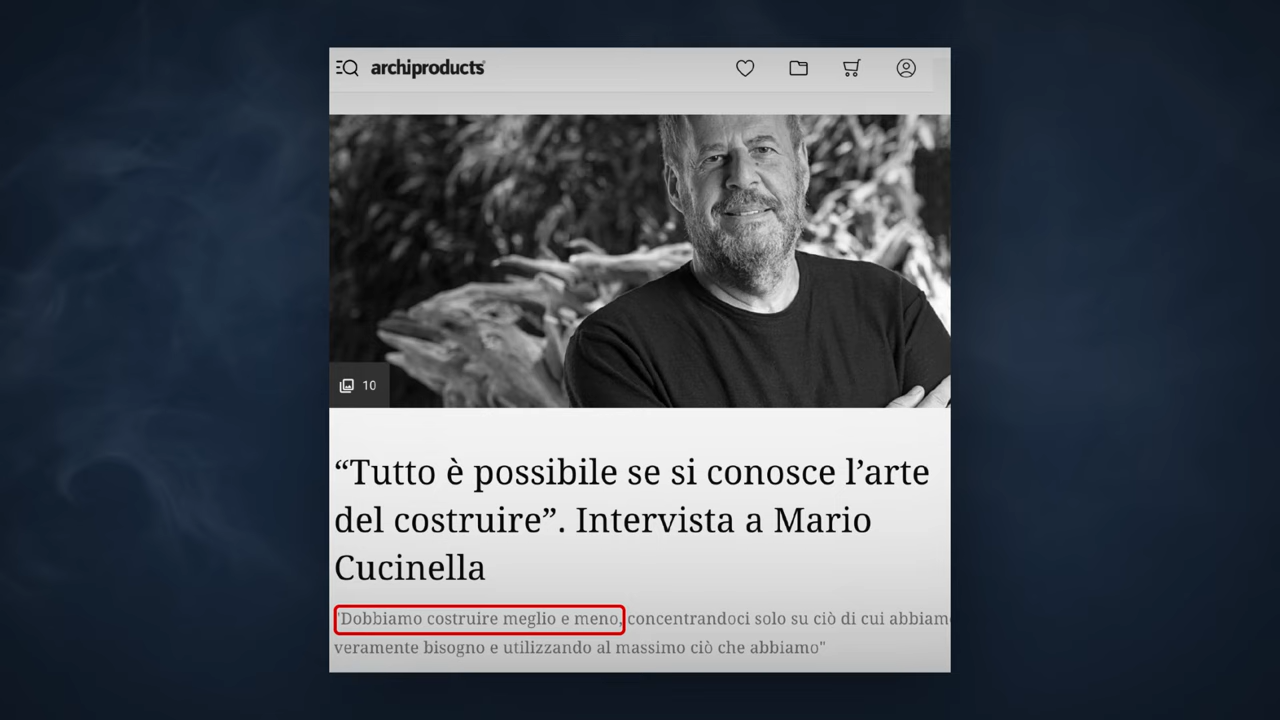 archiproducts
10
“Tutto è possibile se si conosce l’arte
del costruire”. Intervista a Mario
Cucinella
"Dobbiamo costruire meglio e meno, concentrandoci solo su ciò di cui abbiamo
veramente bisogno e utilizzando al massimo ciò che abbiamo"